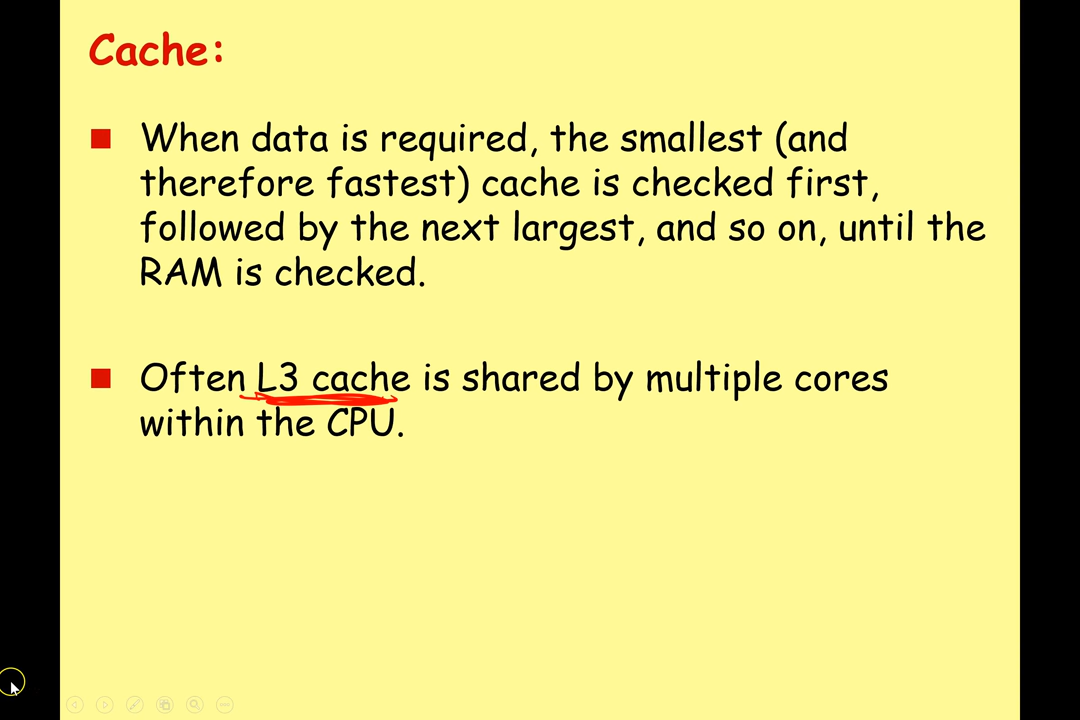 Cache:
When data is required, the smallest (and
therefore fastest) cache is checked first,
followed by the next largest, and so on, until the
RAM is checked.
Often L3 cache is shared by multiple cores
within the CPU.